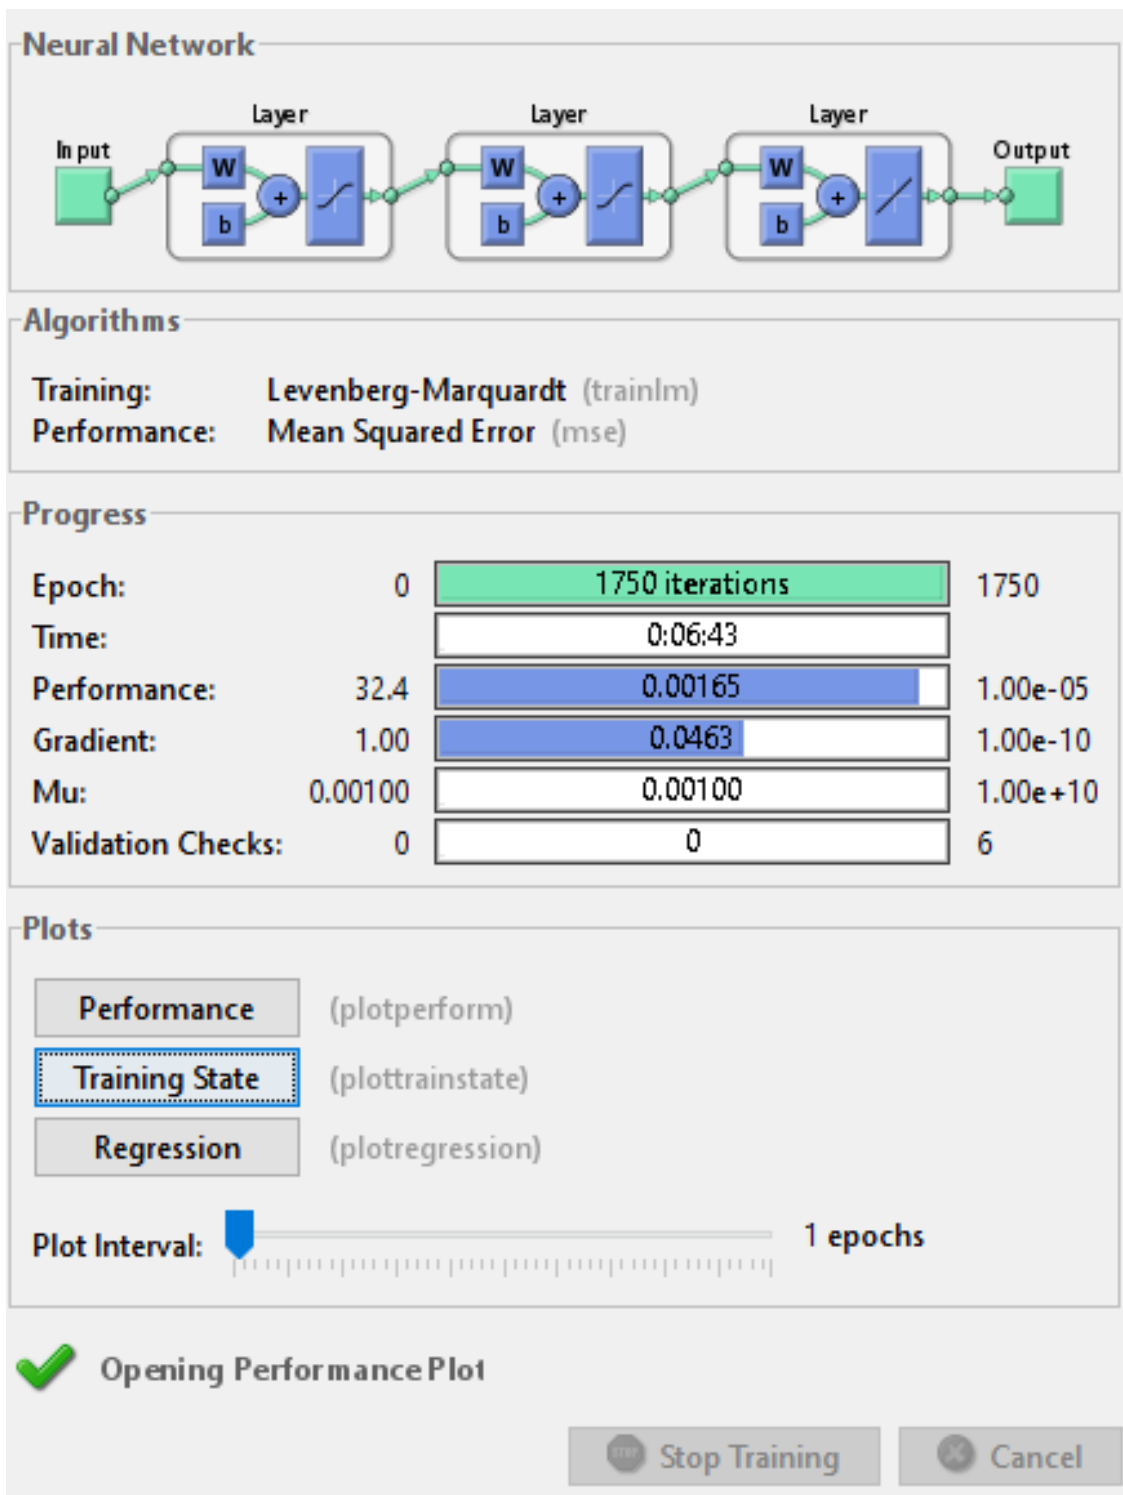 Neural Network
Layer Layer Layer
Input Output
W W W
+ + +
b b b
Algorithms
Training: Levenberg-Marquardt (trainlm)
Performance: Mean Squared Error (mse)
Progress
Epoch: 0 1750 iterations 1750
Time: 0:06:43
Performance: 32.4 0.00165 1.00e-05
Gradient: 1.00 0.0463 1.00e-10
Mu: 0.00100 0.00100 1.00e+10
Validation Checks: 0 0 6
Plots
Performance (plotperform)
Training State (plottrainstate)
Regression (plotregression)
Plot Interval: 1 epochs
Opening Performance Plot
STOP Stop Training Cancel